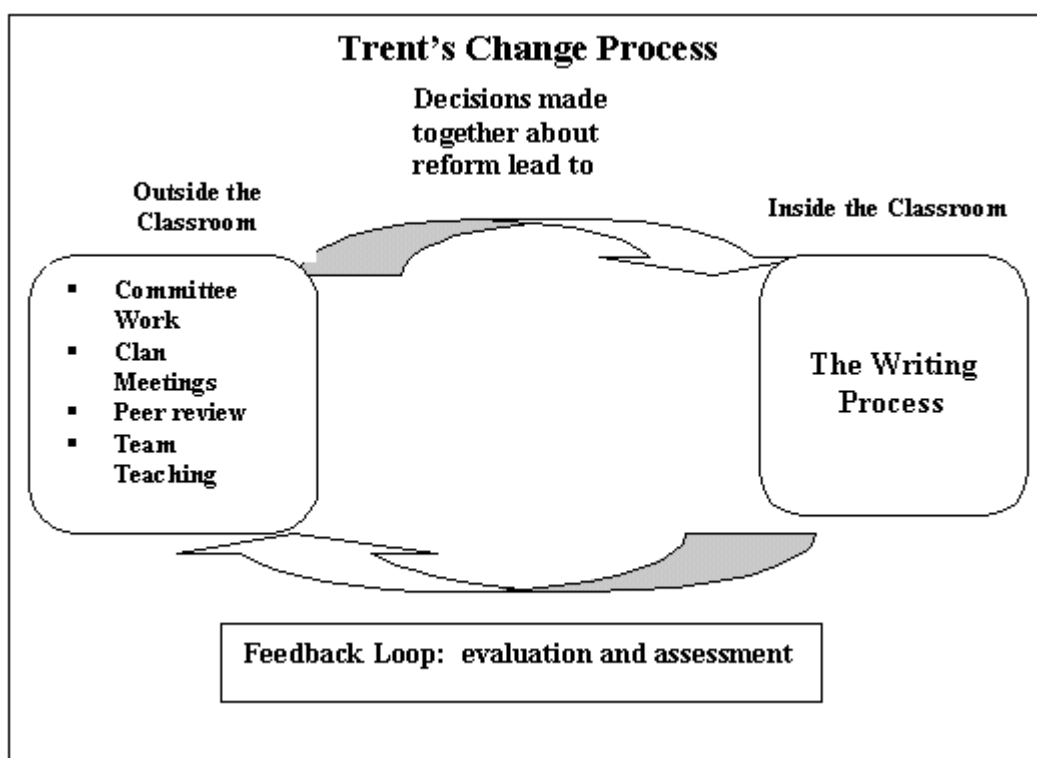 Trent's Change Process
Decisions made
together about
reform lead to
Outside the
Classroom
Inside the Classroom
▪ Committee
Work
▪ Clan
Meetings
▪ Peer review
▪ Team
Teaching
The Writing
Process
Feedback Loop: evaluation and assessment